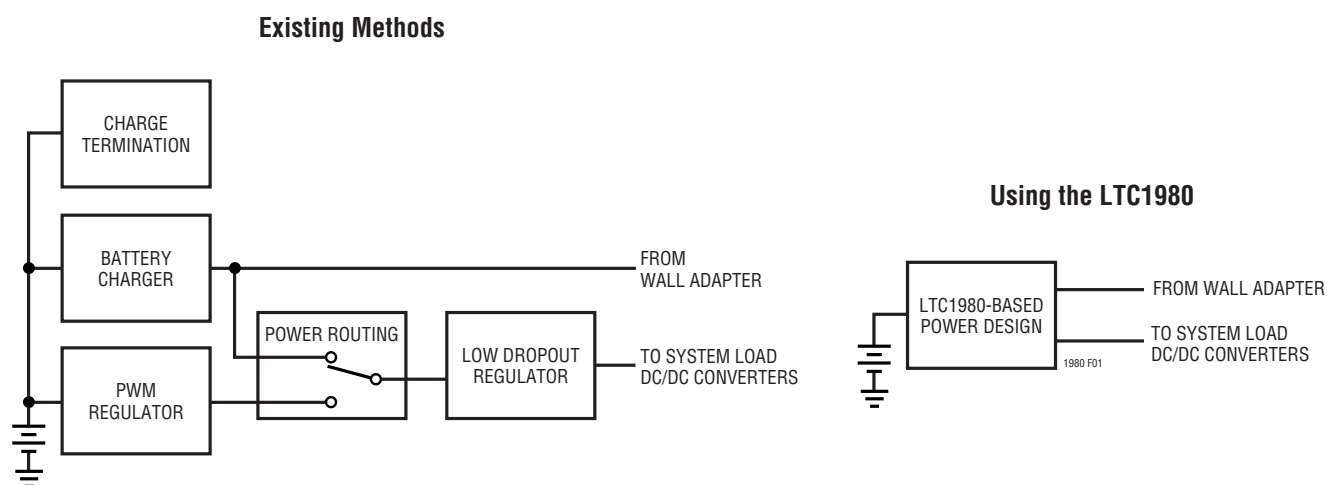 Existing Methods
CHARGE
TERMINATION
BATTERY
CHARGER
FROM
WALL ADAPTER
POWER ROUTING
LOW DROPOUT
REGULATOR
TO SYSTEM LOAD
DC/DC CONVERTERS
PWM
REGULATOR
Using the LTC1980
LTC1980-BASED
POWER DESIGN
FROM WALL ADAPTER
TO SYSTEM LOAD
DC/DC CONVERTERS
1980 F01